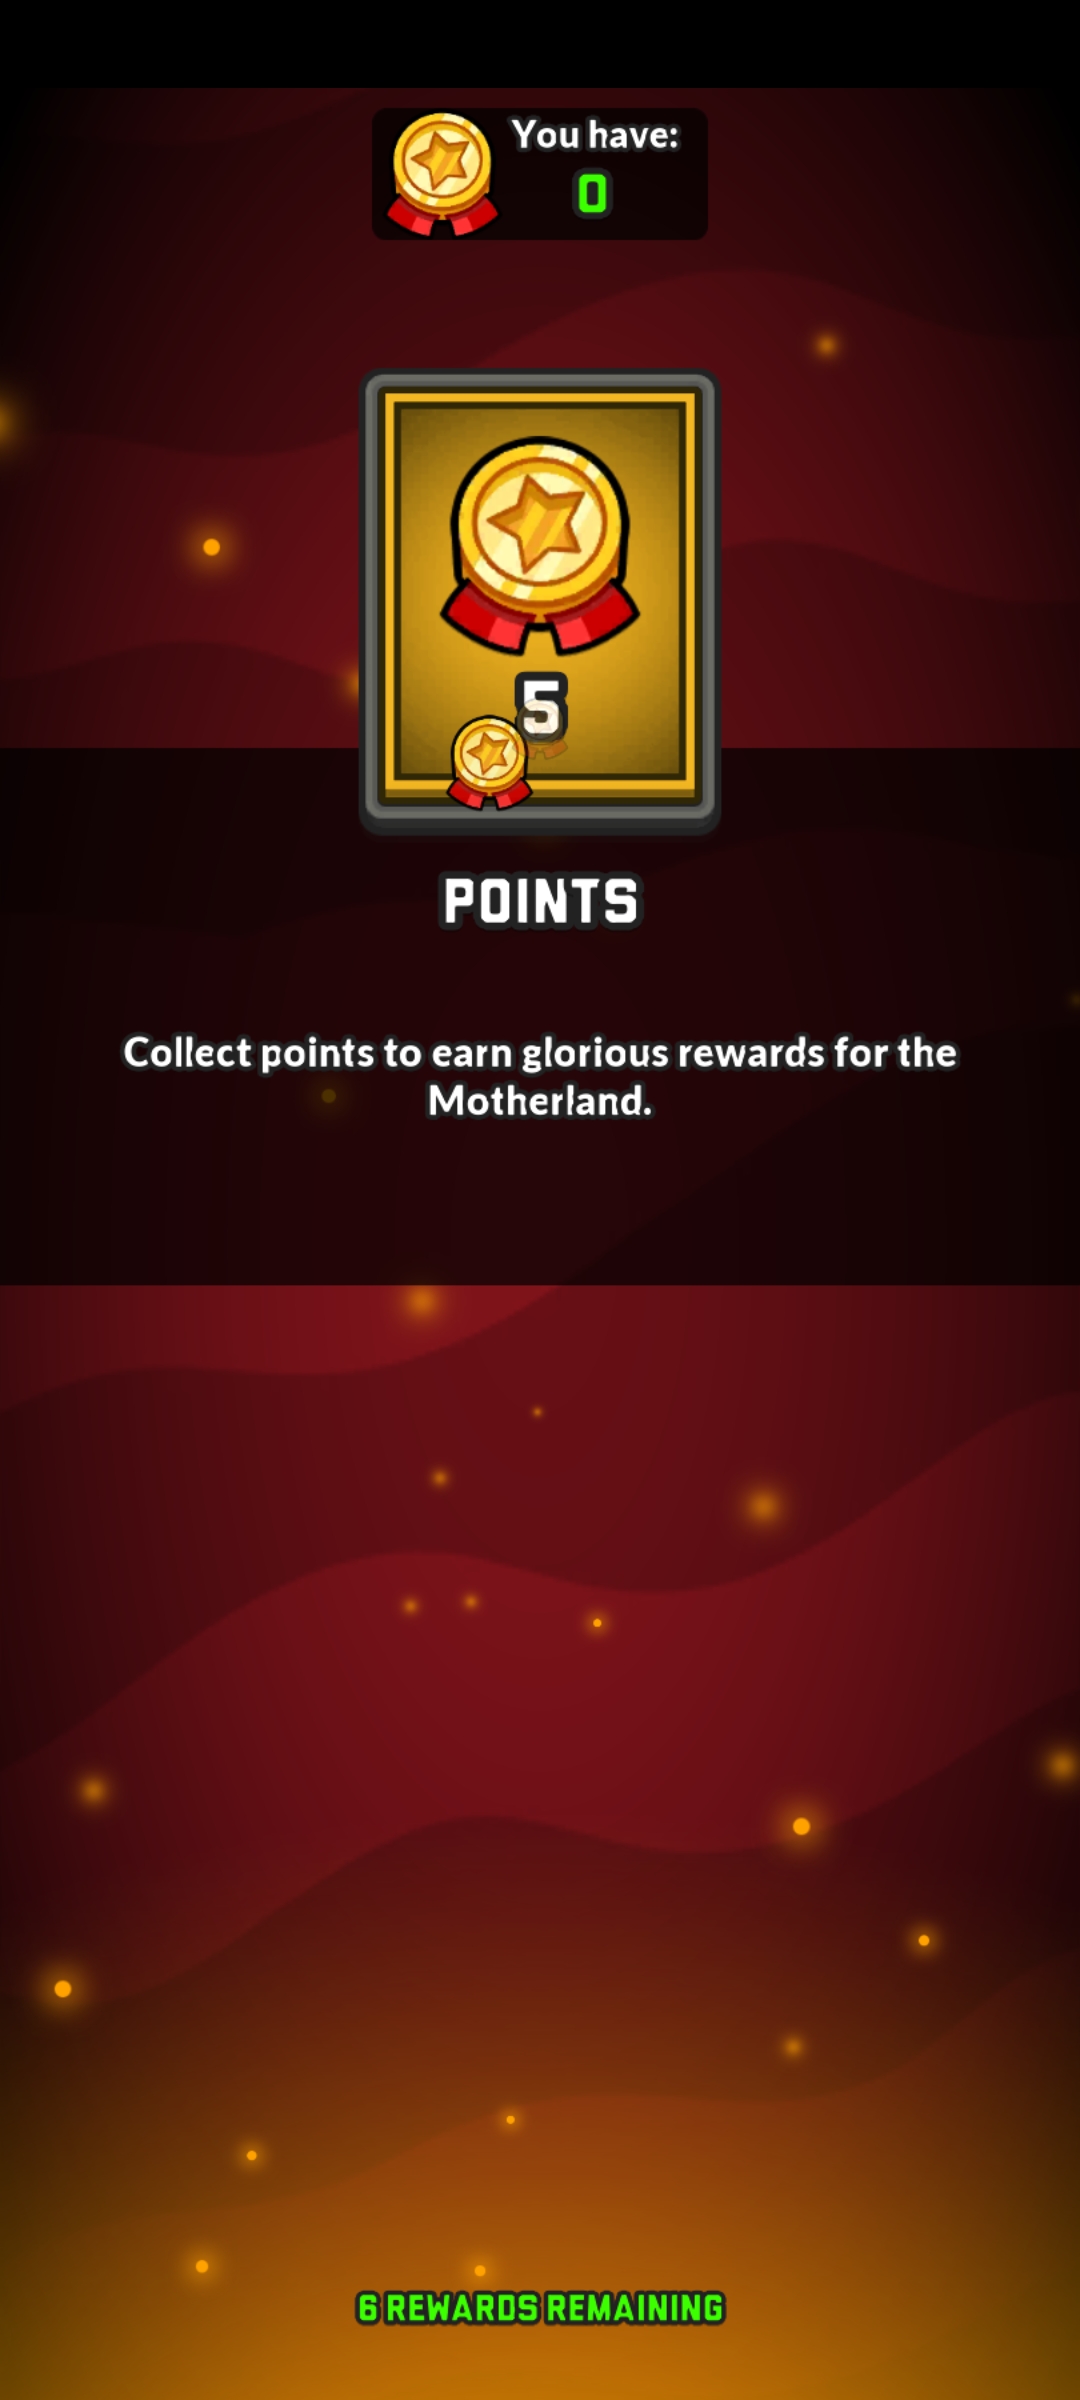 You have:
0
5
POINTS
Collect points to earn glorious rewards for the
Motherland.
6 REWARDS REMAINING